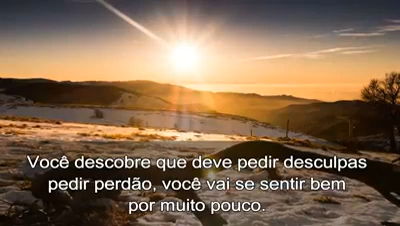 Você descobre que deve pedir desculpas
pedir perdão, você vai se sentir bem
por muito pouco.